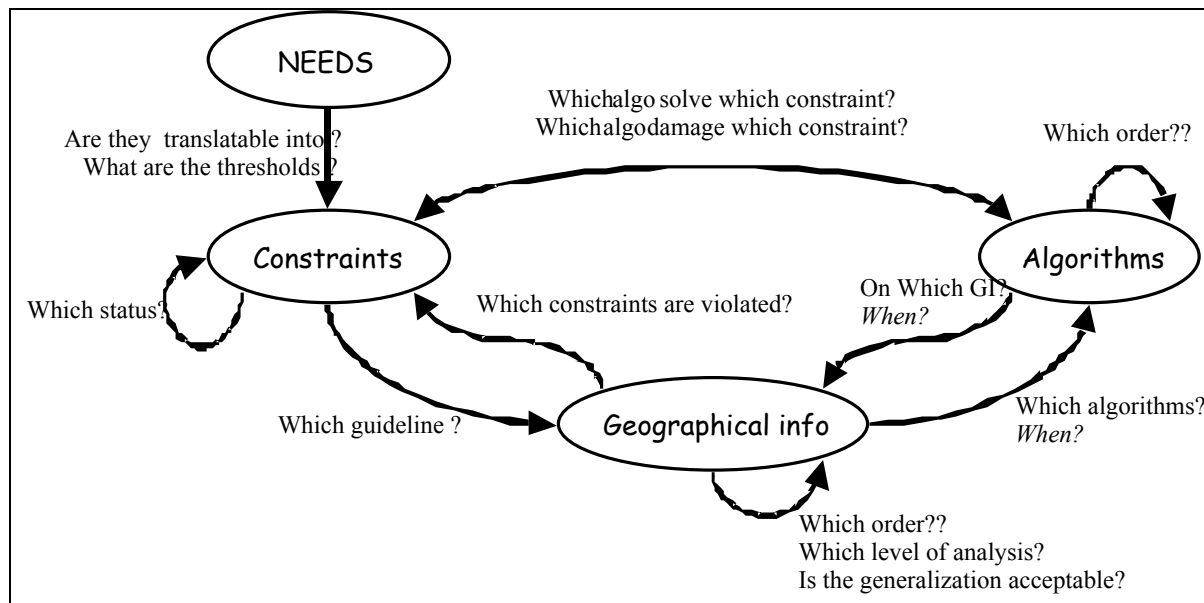 NEEDS
Are they translatable into ?
What are the thresholds ?
Whichalgo solve which constraint?
Whichalgodamage which constraint?
Which order??
Constraints
Algorithms
Which status?
Which constraints are violated?
On Which GI?
When?
Which guideline ?
Geographical info
Which algorithms?
When?
Which order??
Which level of analysis?
Is the generalization acceptable?